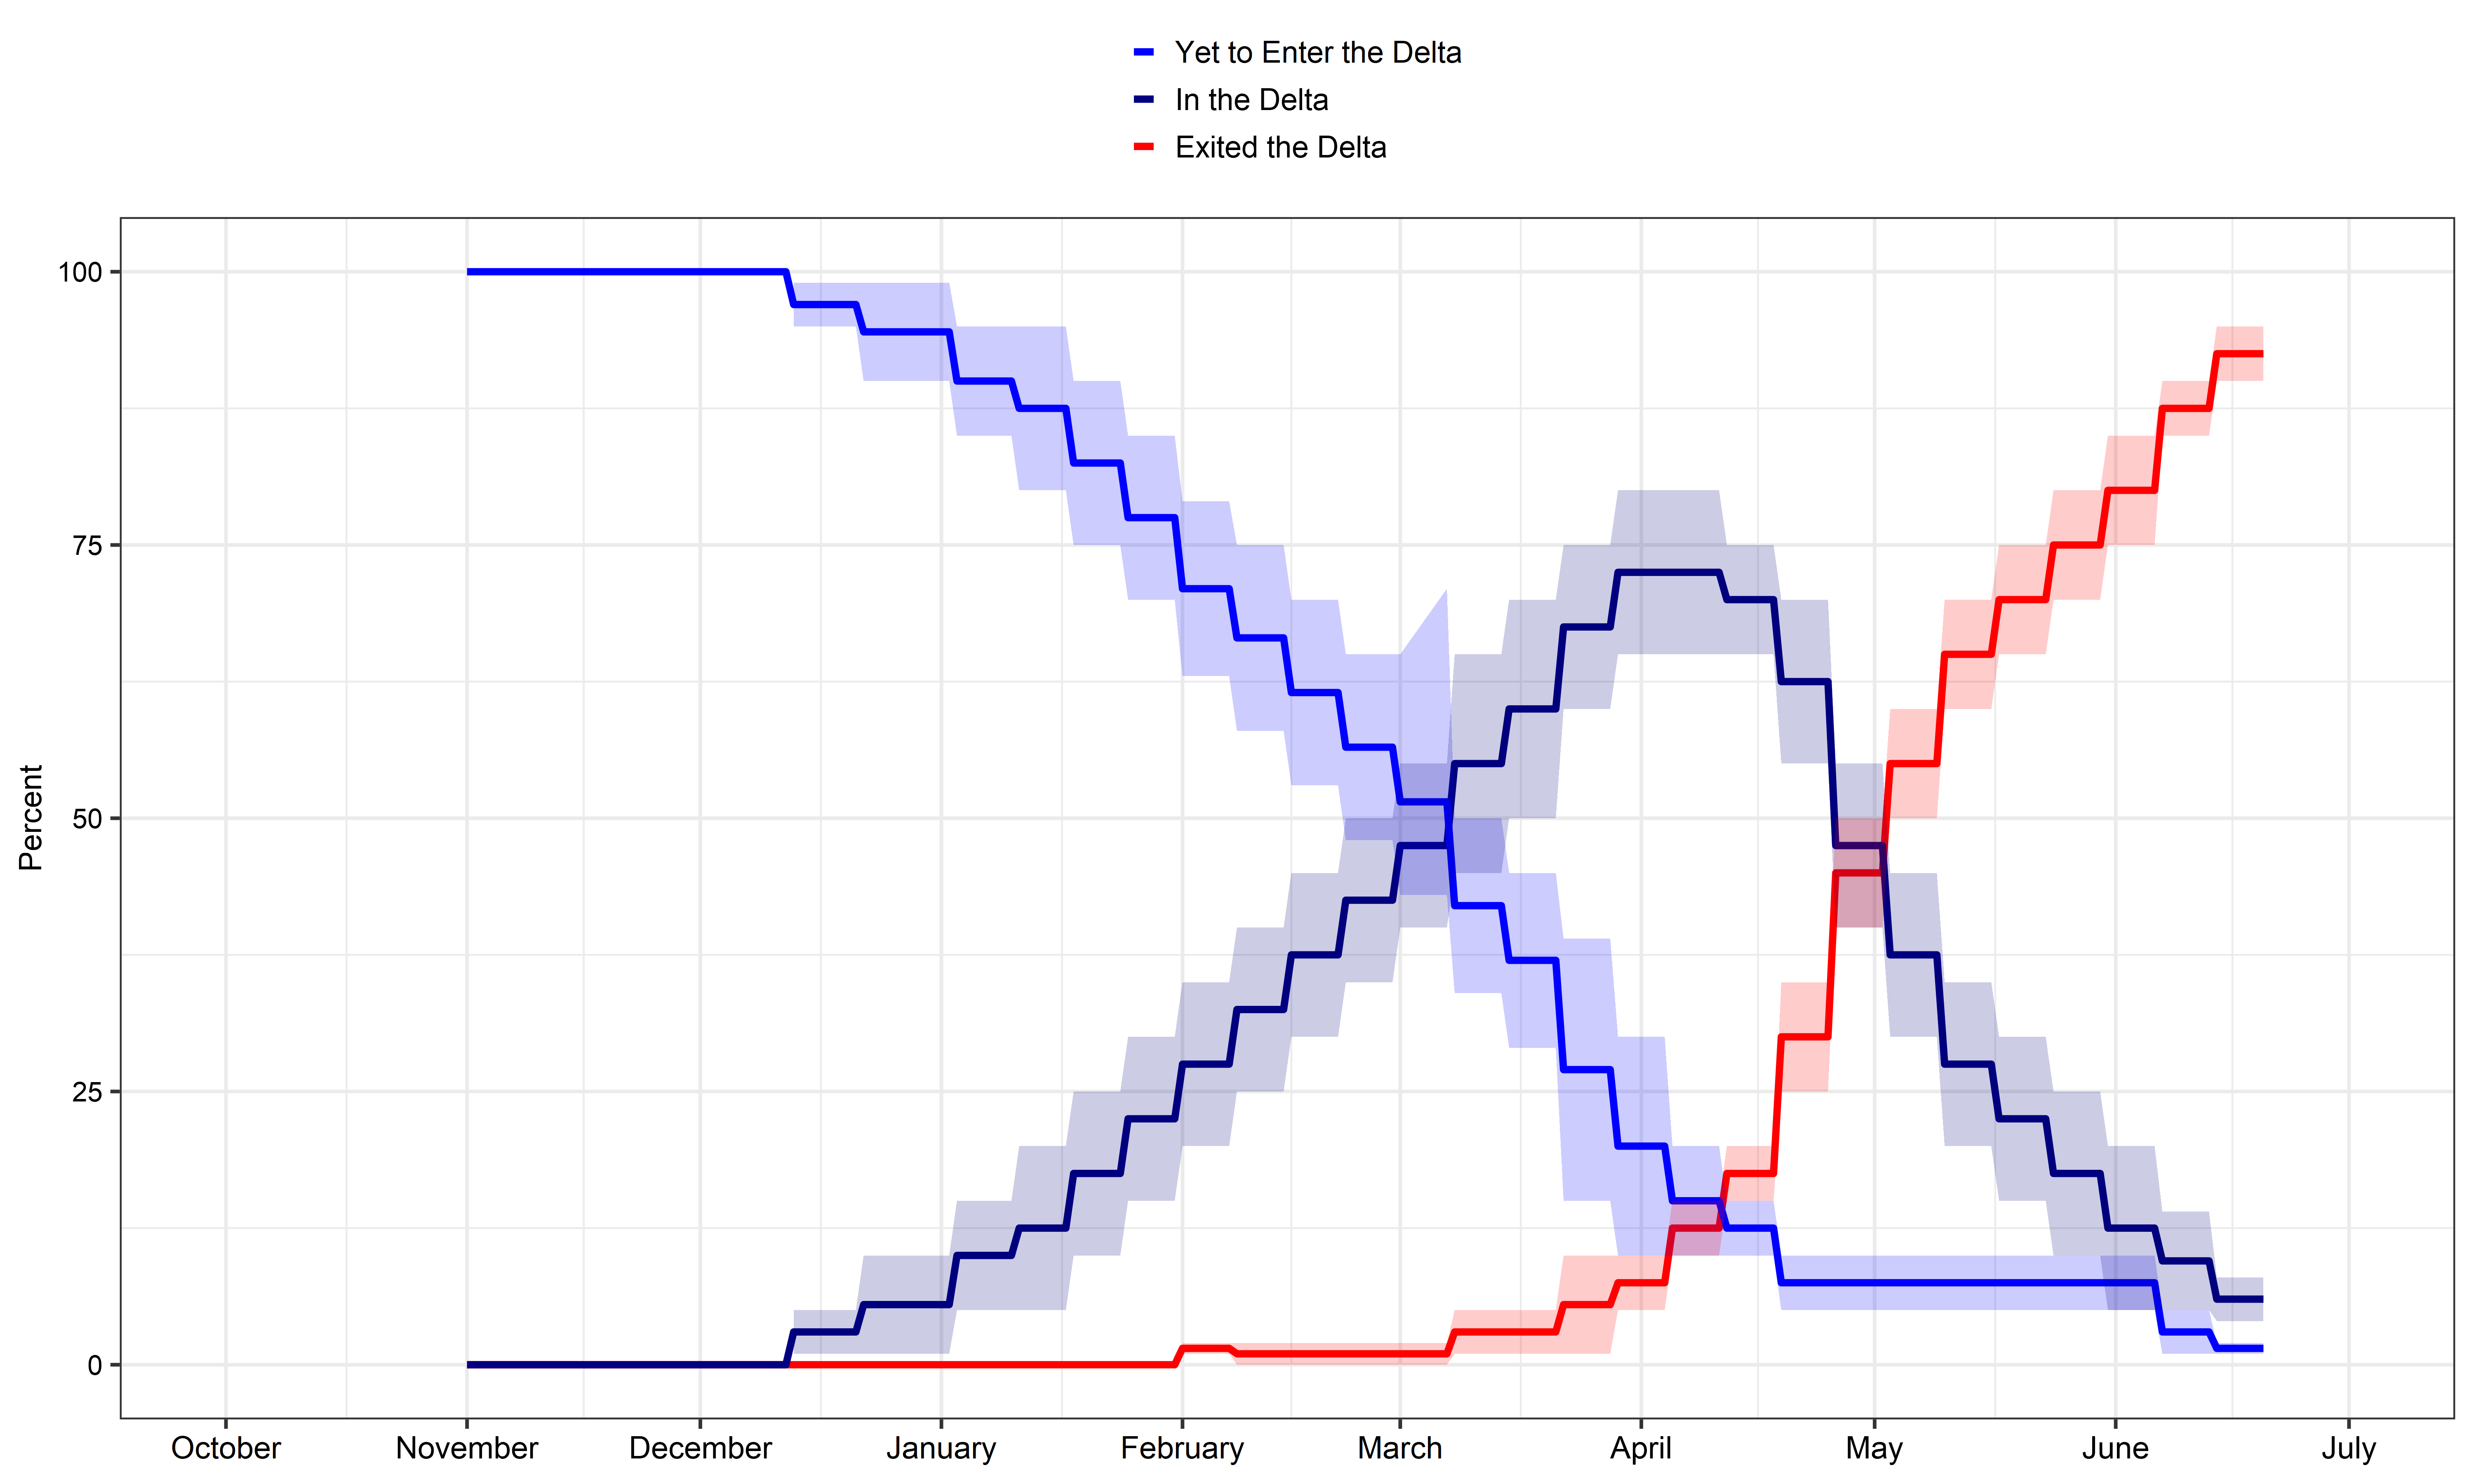 Yet to Enter the Delta
In the Delta
Exited the Delta
Percent
100
75
50
25
0
October November December January February March April May June July